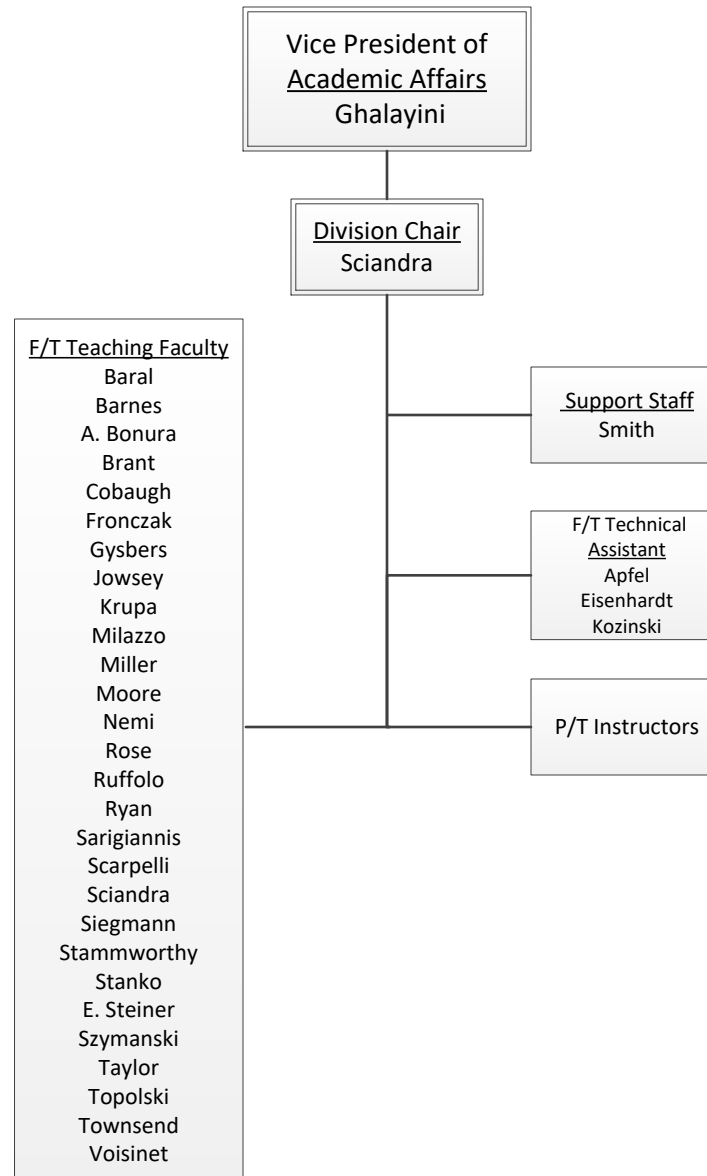 Vice President of
Academic Affairs
Ghalayini
Division Chair
Sciandra
F/T Teaching Faculty
Baral
Barnes
A. Bonura
Brant
Cobaugh
Fronczak
Gysbers
Jowsey
Krupa
Milazzo
Miller
Moore
Nemi
Rose
Ruffolo
Ryan
Sarigiannis
Scarpelli
Sciandra
Siegmann
Stammworthy
Stanko
E. Steiner
Szymanski
Taylor
Topolski
Townsend
Voisinet
Support Staff
Smith
F/T Technical
Assistant
Apfel
Eisenhardt
Kozinski
P/T Instructors